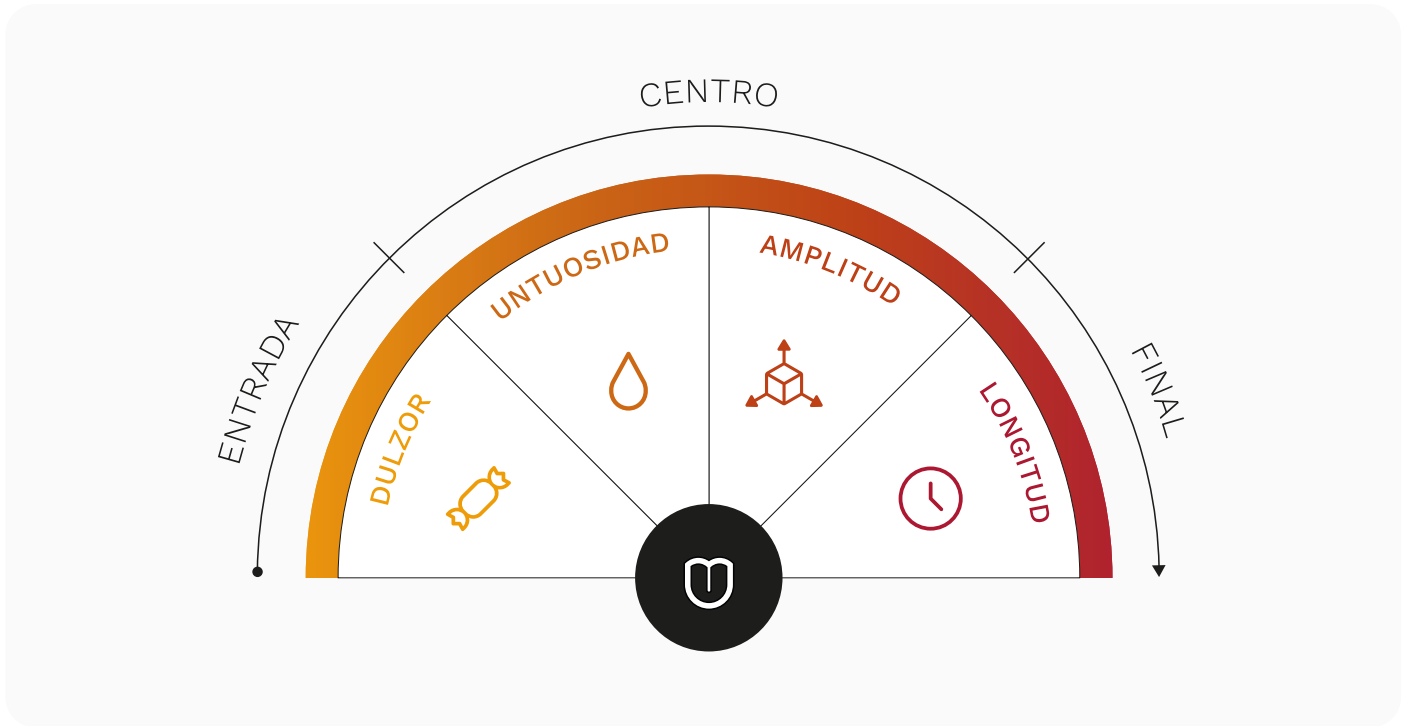 CENTRO
ENTRADA
FINAL
DULZOR
UNTUOSIDAD
AMPLITUD
LONGITUD